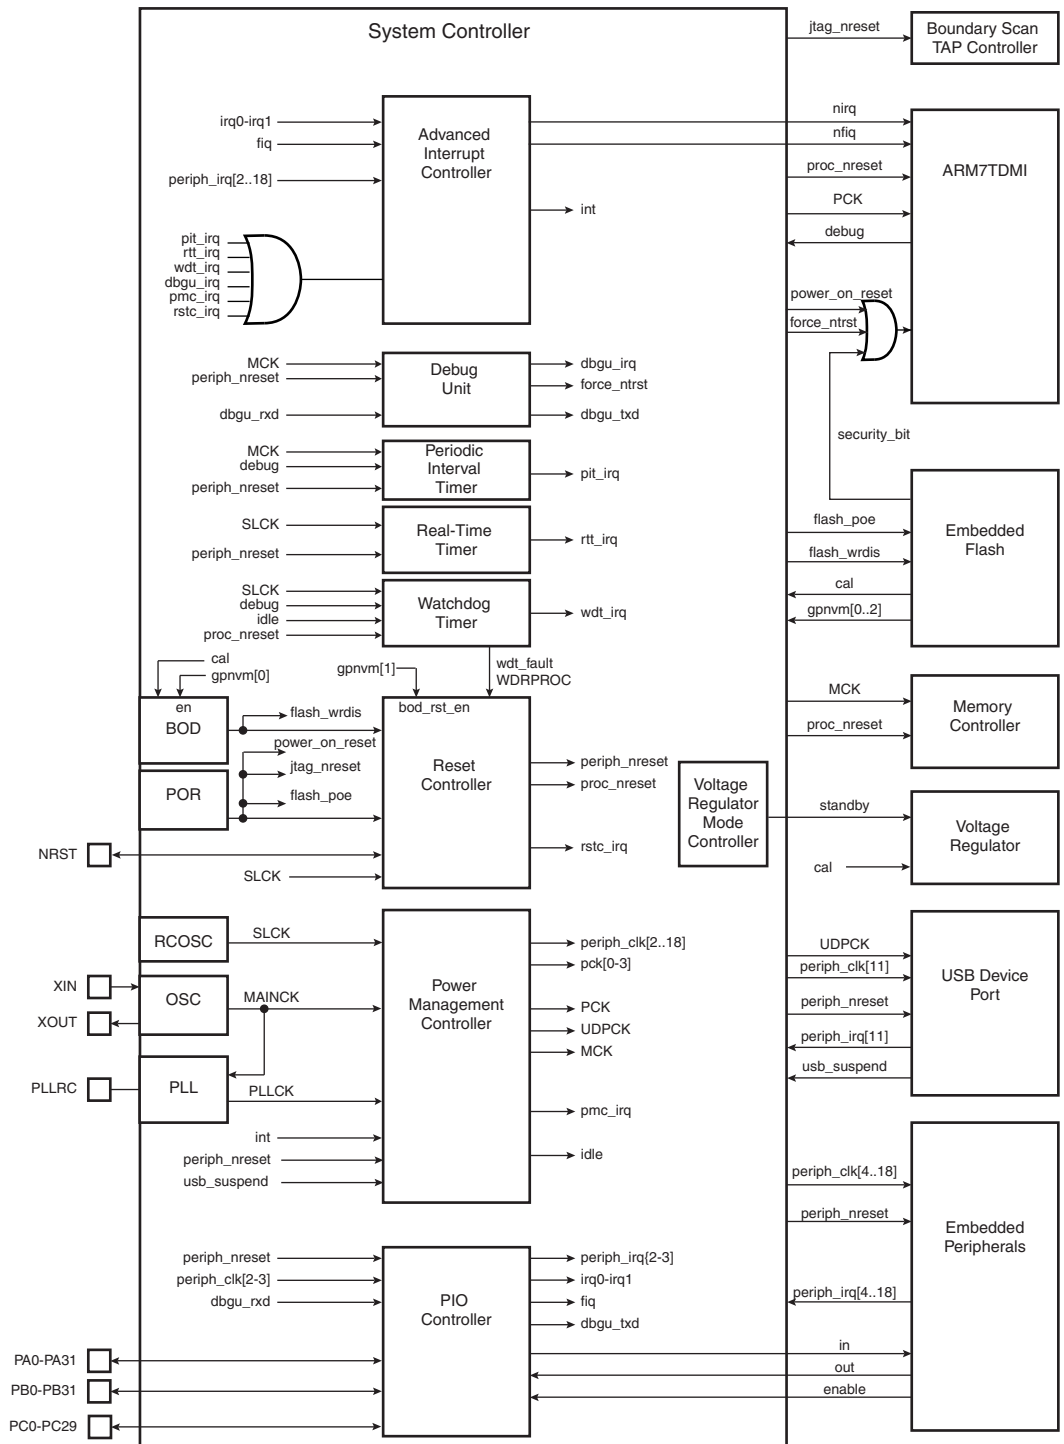 System Controller
jtag_nreset
Boundary Scan
TAP Controller
irq0-irq1
fiq
periph_irq[2..18]
Advanced
Interrupt
Controller
int
nirq
nfiq
proc_nreset
PCK
debug
ARM7TDMI
pit_irq
rtt_irq
wdt_irq
dbgu_irq
pmc_irq
rstc_irq
power_on_reset
force_ntrst
security_bit
MCK
periph_nreset
dbgu_rxd
Debug
Unit
dbgu_irq
force_ntrst
dbgu_txd
MCK
debug
periph_nreset
Periodic
Interval
Timer
pit_irq
SLCK
periph_nreset
Real-Time
Timer
rtt_irq
flash_poe
flash_wrdis
cal
gpnvm[0..2]
Embedded
Flash
SLCK
debug
idle
proc_nreset
Watchdog
Timer
wdt_irq
cal
gpnvm[0]
gpnvm[1]
wdt_fault
WDRPROC
en
BOD
POR
flash_wrdis
power_on_reset
jtag_nreset
flash_poe
bod_rst_en
Reset
Controller
periph_nreset
proc_nreset
rstc_irq
NRST
SLCK
MCK
proc_nreset
Memory
Controller
Voltage
Regulator
Mode
Controller
standby
cal
Voltage
Regulator
RCOSC
SLCK
XIN
XOUT
OSC
MAINCK
PLLRC
PLL
PLLCK
int
periph_nreset
usb_suspend
Power
Management
Controller
periph_clk[2..18]
pck[0-3]
PCK
UDPCK
MCK
pmc_irq
idle
UDPCK
periph_clk[11]
periph_nreset
periph_irq[11]
usb_suspend
USB Device
Port
periph_clk[4..18]
periph_nreset
periph_irq[4..18]
in
out
enable
Embedded
Peripherals
periph_nreset
periph_clk[2-3]
dbgu_rxd
PIO
Controller
periph_irq{2-3]
irq0-irq1
fiq
dbgu_txd
PA0-PA31
PB0-PB31
PC0-PC29